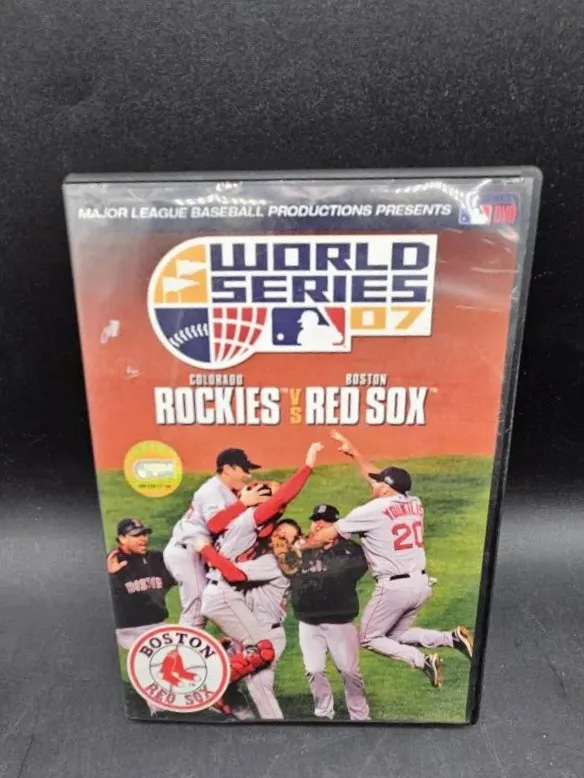 MAJOR LEAGUE BASEBALL PRODUCTIONS PRESENTS
DVD
WORLD
SERIES
07
COLORADO BOSTON
ROCKIES VS RED SOX
YOUKILIS
20
BOSTON
RED SOX